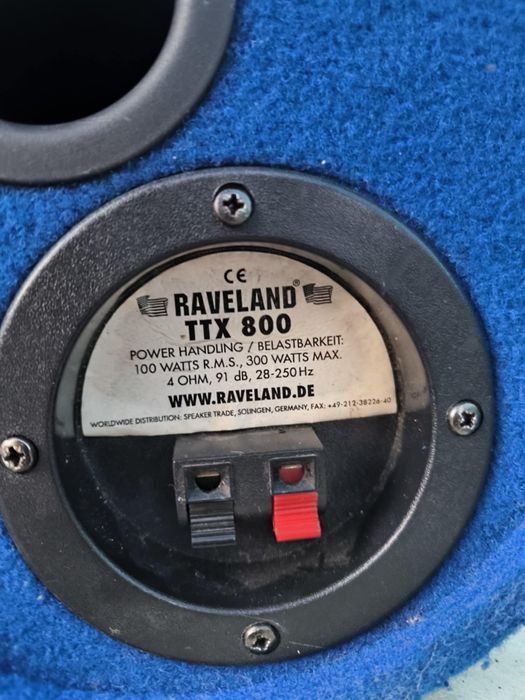 CE
RAVELAND®
TTX 800
POWER HANDLING / BELASTBARKEIT:
100 WATTS R.M.S., 300 WATTS MAX.
4 OHM, 91 dB, 28-250Hz
WWW.RAVELAND.DE
WORLDWIDE DISTRIBUTION: SPEAKER TRADE, SOLINGEN, GERMANY, FAX: +49-212-38226-40